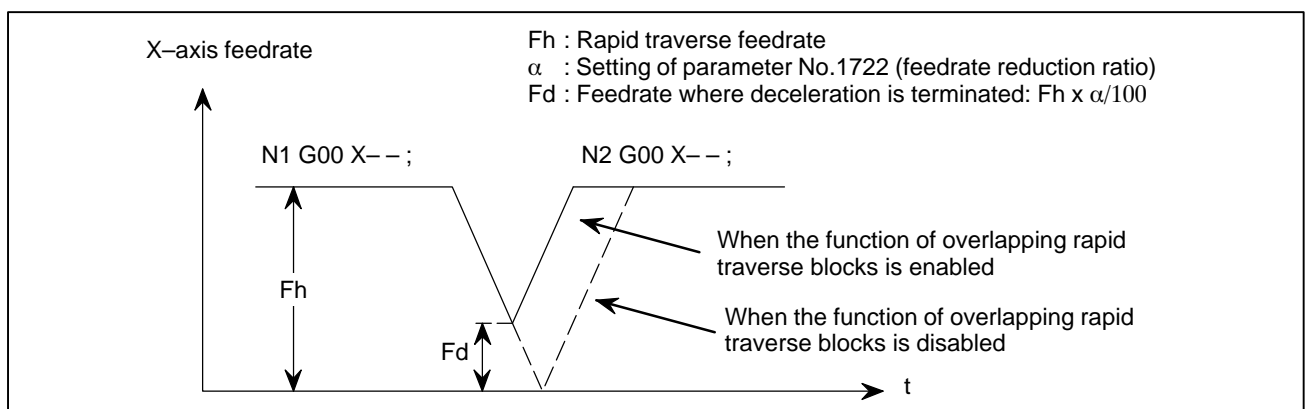 X–axis feedrate
Fh : Rapid traverse feedrate
α : Setting of parameter No.1722 (feedrate reduction ratio)
Fd : Feedrate where deceleration is terminated: Fh x α/100
N1 G00 X– – ;
N2 G00 X– – ;
When the function of overlapping rapid
traverse blocks is enabled
Fh
When the function of overlapping rapid
traverse blocks is disabled
Fd
t